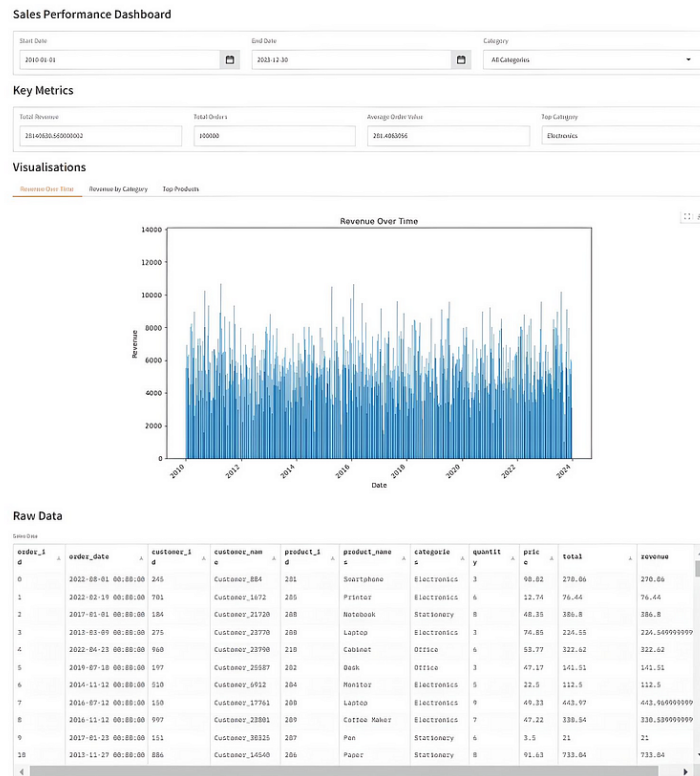 Sales Performance Dashboard
Start Date End Date Category
2010-01-01 2023-12-30 All Categories
Key Metrics
Total Revenue Total Orders Average Order Value Top Category
28140630.560000002 100000 281.4063056 Electronics
Visualisations
Revenue Over Time Revenue by Category Top Products
Revenue Over Time
14000
12000
10000
8000
6000
4000
2000
0
Revenue
2010 2012 2014 2016 2018 2020 2022 2024
Date
Raw Data
order_id order_date customer_id customer_name product_id product_names categories quantity price total revenue
0 2022-08-01 00:00:00 245 Customer_884 201 Smartphone Electronics 3 90.02 270.06 270.06
1 2022-02-19 00:00:00 701 Customer_1672 205 Printer Electronics 6 12.74 76.44 76.44
2 2017-01-01 00:00:00 184 Customer_21720 208 Notebook Stationery 8 48.35 386.8 386.8
3 2013-03-09 00:00:00 275 Customer_23770 200 Laptop Electronics 3 74.85 224.55 224.549999999
4 2022-04-23 00:00:00 960 Customer_23790 210 Cabinet Office 6 53.77 322.62 322.62
5 2019-07-10 00:00:00 197 Customer_25587 202 Desk Office 3 47.17 141.51 141.51
6 2014-11-12 00:00:00 510 Customer_6912 204 Monitor Electronics 5 22.5 112.5 112.5
7 2016-07-12 00:00:00 150 Customer_17761 200 Laptop Electronics 9 49.33 443.97 443.969999999
8 2016-11-12 00:00:00 997 Customer_23801 209 Coffee Maker Electronics 7 47.22 330.54 330.539999999
9 2017-01-23 00:00:00 151 Customer_30325 207 Pen Stationery 6 3.5 21 21
10 2013-11-27 00:00:00 886 Customer_14540 206 Paper Stationery 8 91.63 733.04 733.04